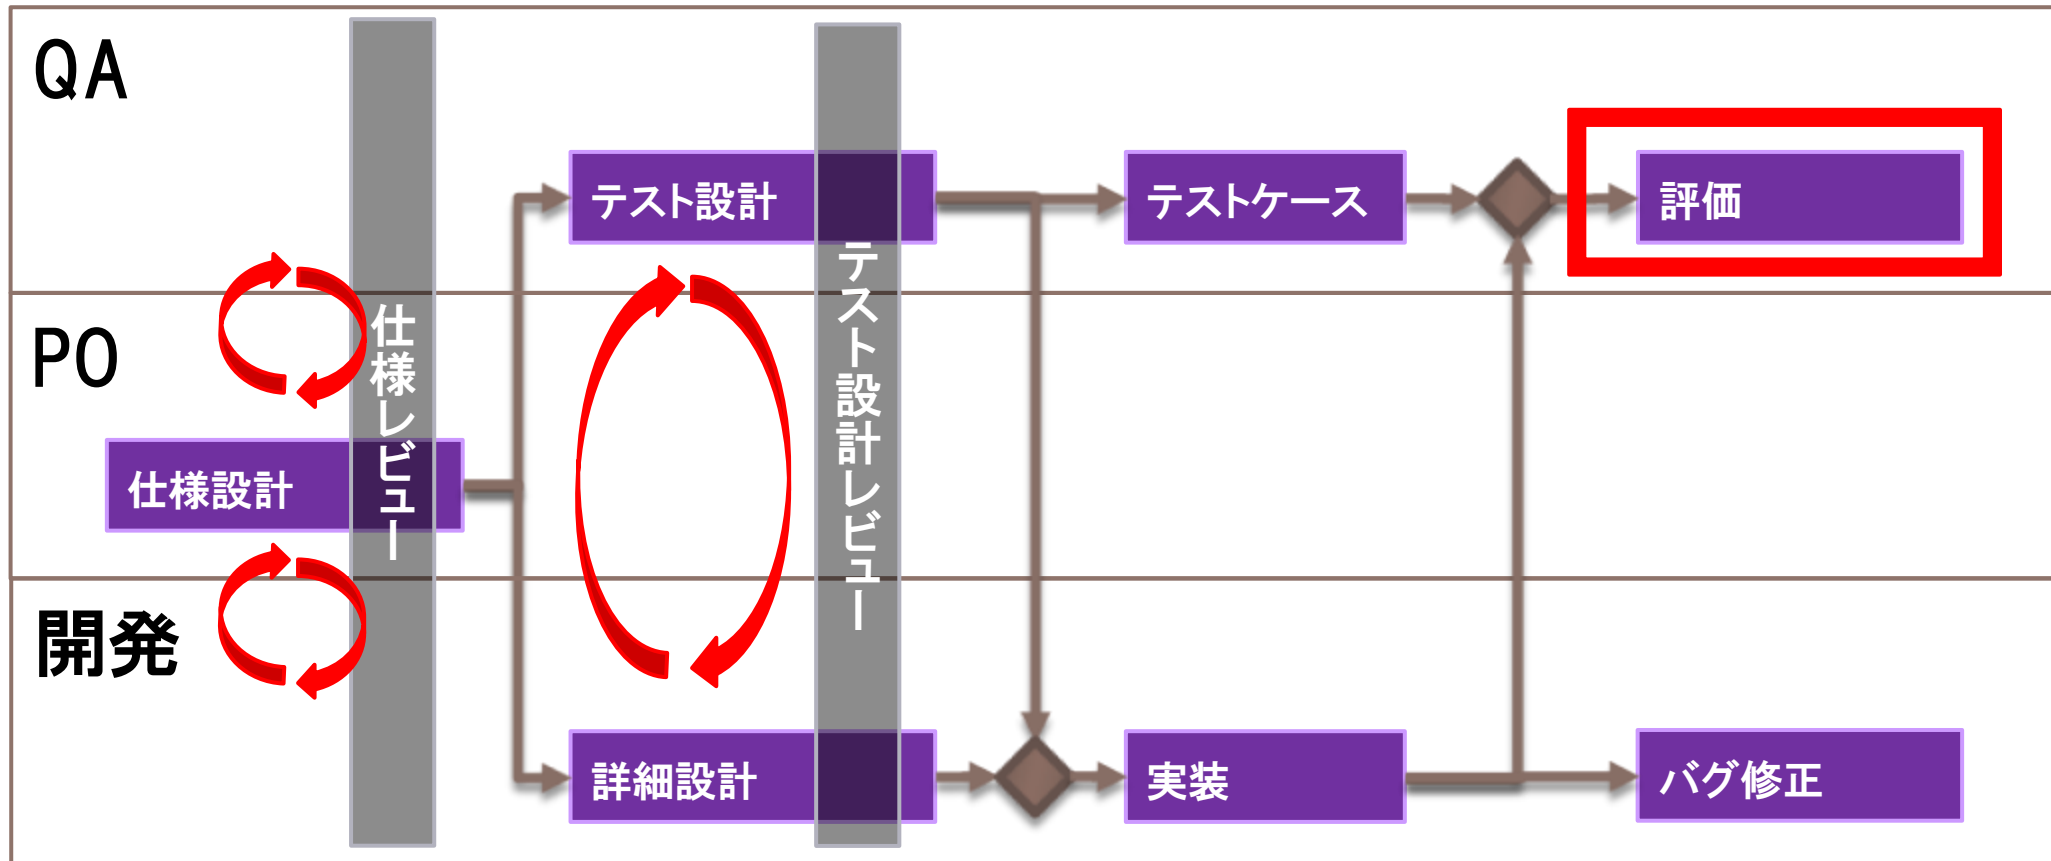 QA
テスト設計
テストケース
評価
PO
仕様設計
仕様レビュー
テスト設計レビュー
開発
詳細設計
実装
バグ修正